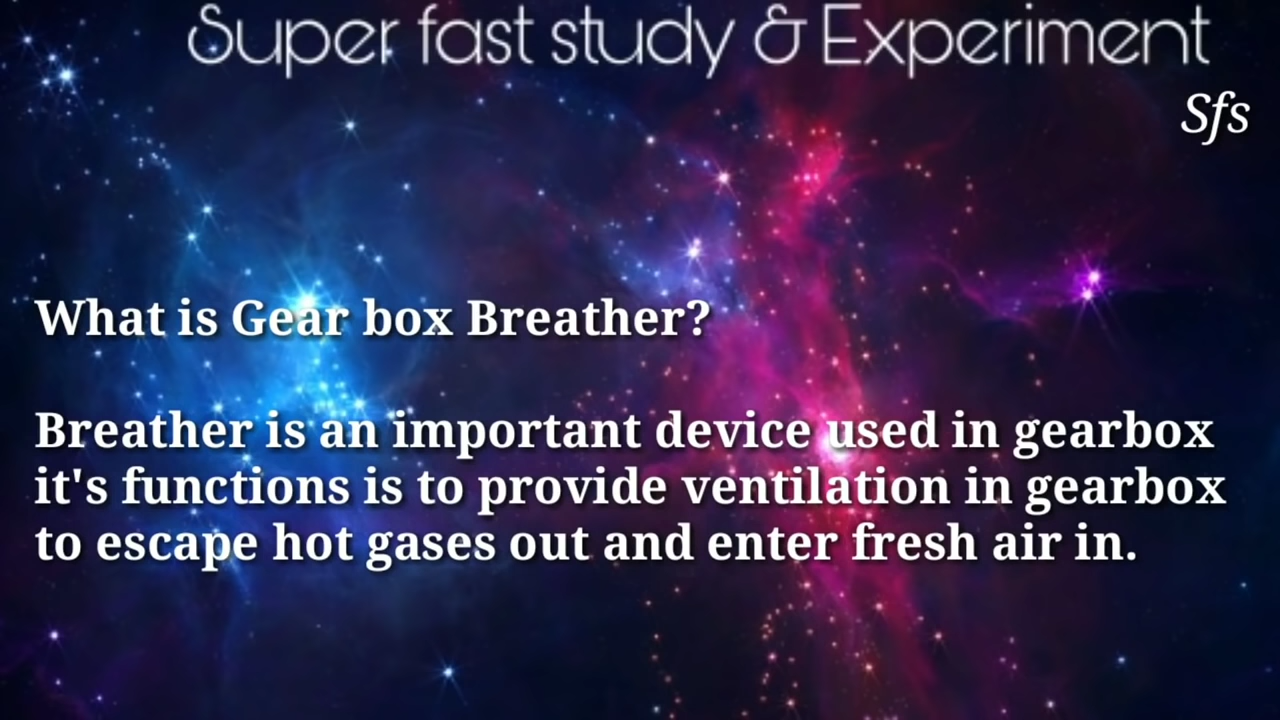 Super fast study & Experiment
Sfs
What is Gear box Breather?
Breather is an important device used in gearbox
it's functions is to provide ventilation in gearbox
to escape hot gases out and enter fresh air in.